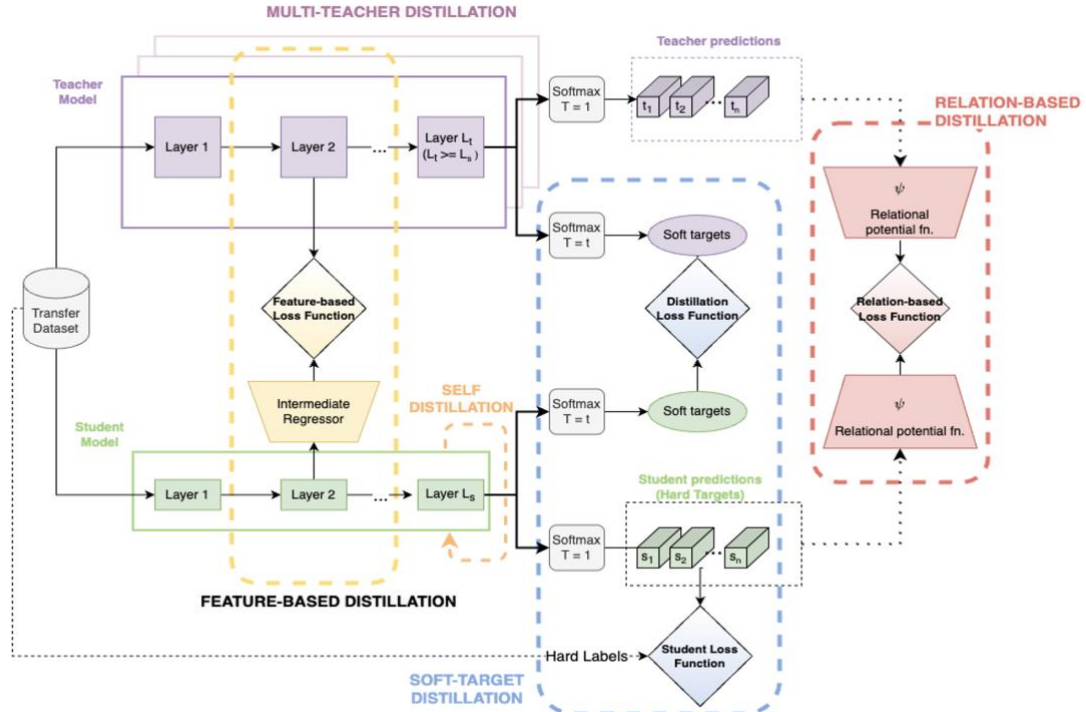 MULTI-TEACHER DISTILLATION
Teacher
Model
Layer 1
Layer 2
...
Layer Lₜ
(Lₜ >= Lₛ)
Softmax
T = 1
Teacher predictions
t₁
t₂
...
tₙ
RELATION-BASED
DISTILLATION
ψ
Relational
potential fn.
Softmax
T = t
Soft targets
Transfer
Dataset
Feature-based
Loss Function
Distillation
Loss Function
Relation-based
Loss Function
Intermediate
Regressor
SELF
DISTILLATION
Softmax
T = t
Soft targets
ψ
Relational potential fn.
Student
Model
Layer 1
Layer 2
...
Layer Lₛ
Student predictions
(Hard Targets)
Softmax
T = 1
s₁
s₂
...
sₙ
FEATURE-BASED DISTILLATION
Hard Labels
Student Loss
Function
SOFT-TARGET
DISTILLATION